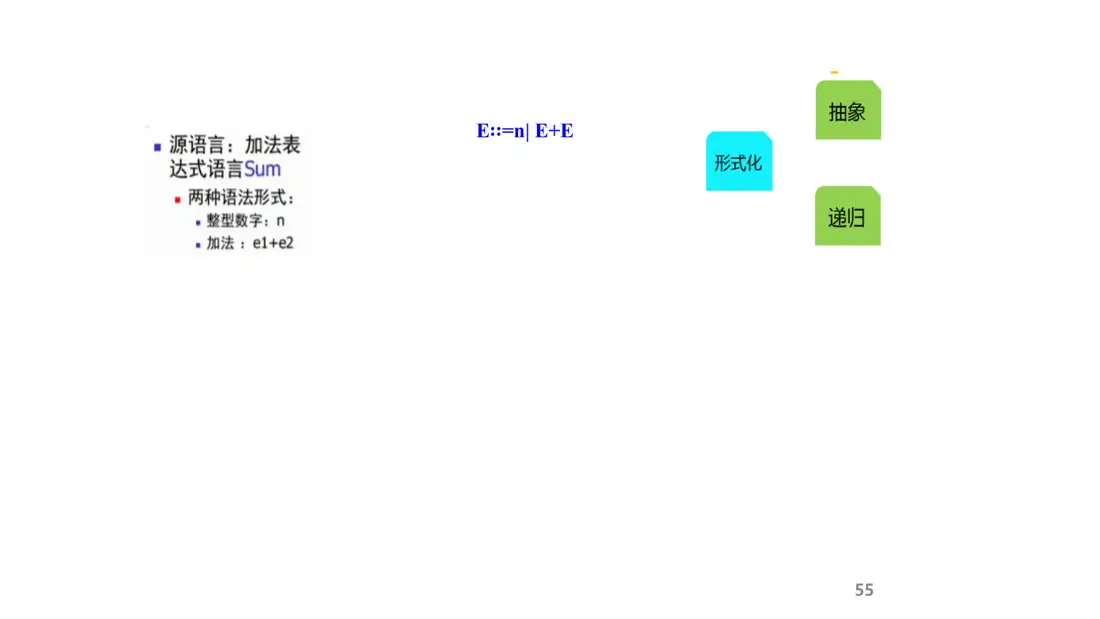 源语言：加法表
达式语言Sum
两种语法形式：
整型数字：n
加法 ：e1+e2
E::=n| E+E
形式化
抽象
递归
55